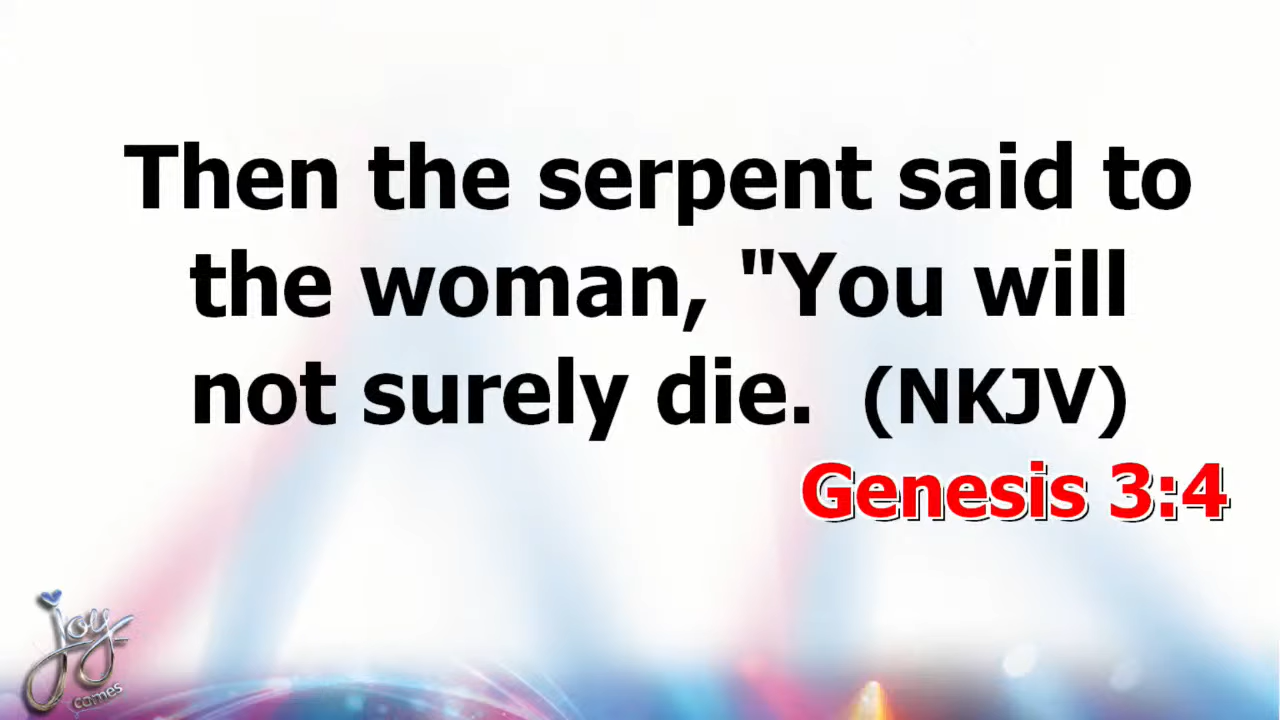 Then the serpent said to
the woman, "You will
not surely die. (NKJV)
Genesis 3:4
joy
comes